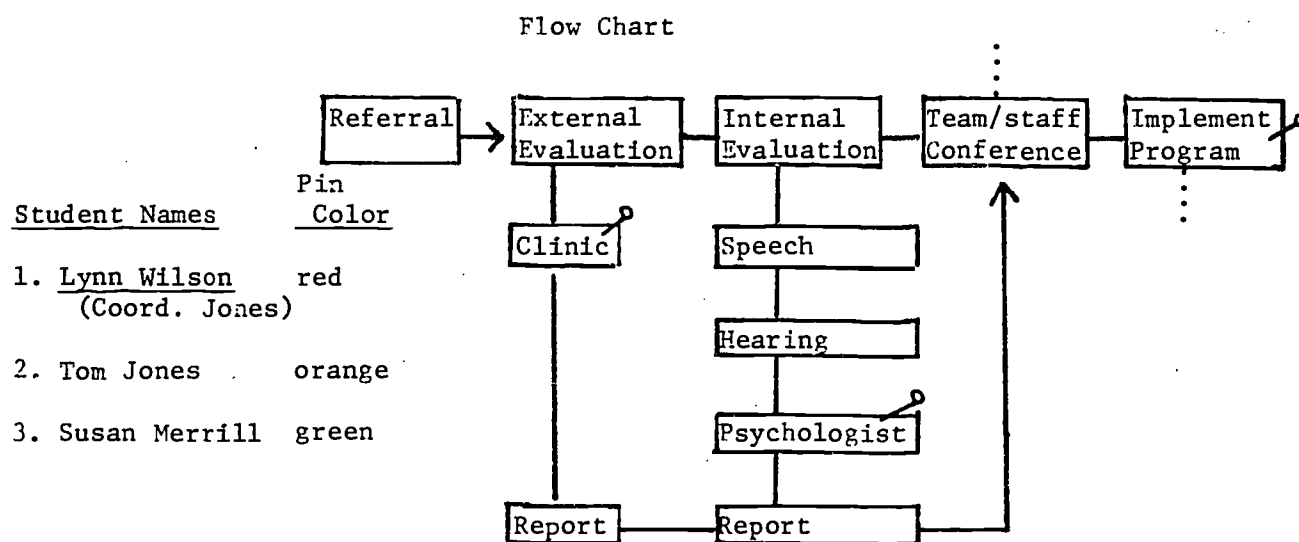 Flow Chart
Referral
External
Evaluation
Internal
Evaluation
Team/staff
Conference
Implement
Program
Student Names
Pin
Color
1. Lynn Wilson red
(Coord. Jones)
2. Tom Jones orange
3. Susan Merrill green
Clinic
Speech
Hearing
Psychologist
Report
Report